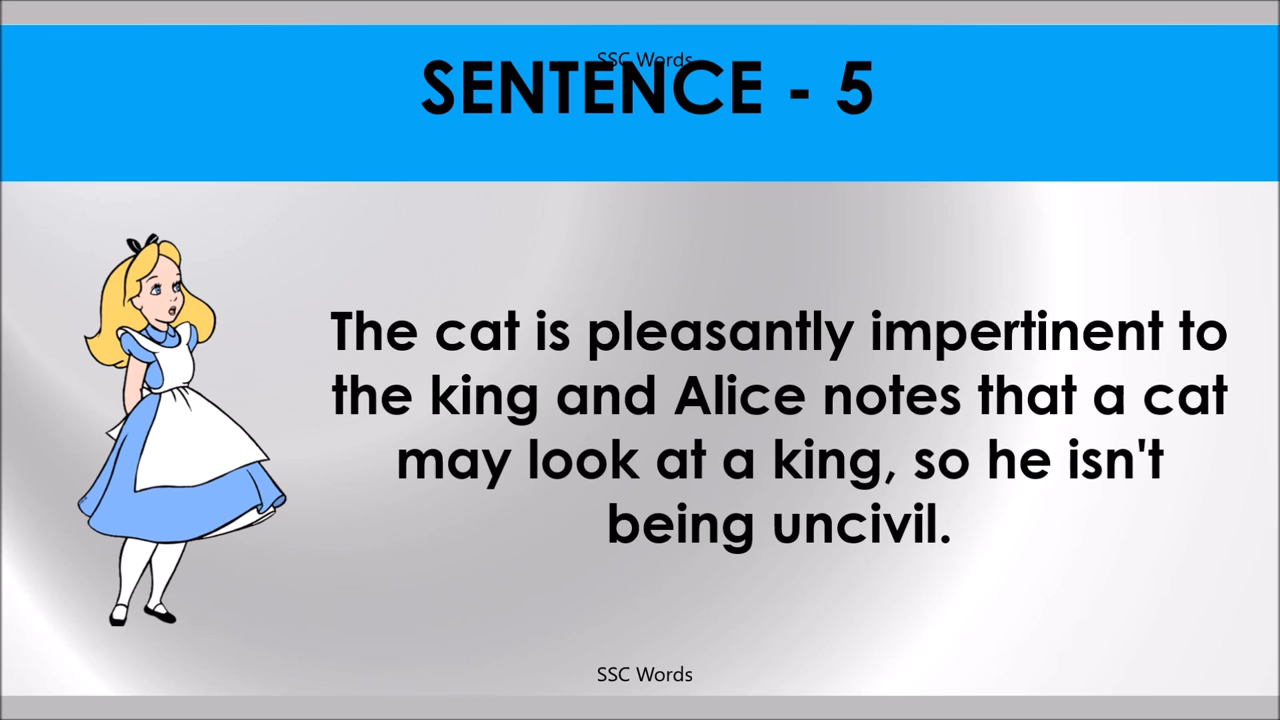 SSC Words
SENTENCE - 5
The cat is pleasantly impertinent to
the king and Alice notes that a cat
may look at a king, so he isn't
being uncivil.
SSC Words